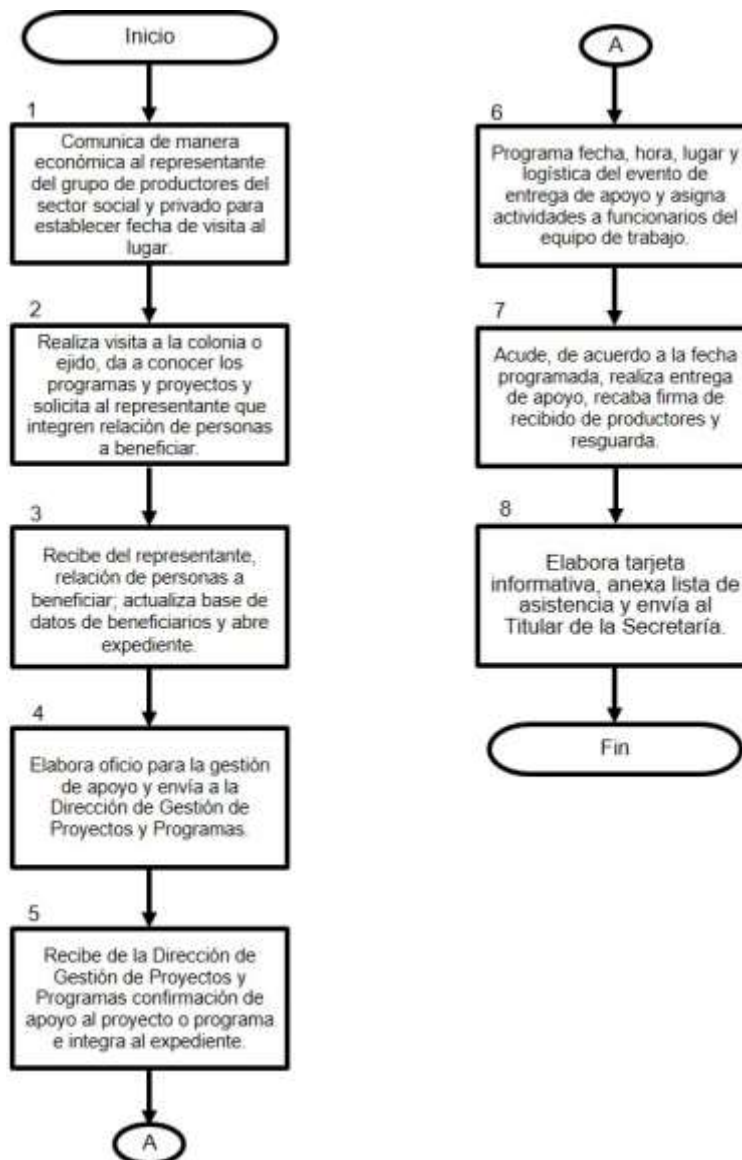 Inicio
1
Comunica de manera
económica al representante
del grupo de productores del
sector social y privado para
establecer fecha de visita al
lugar.
2
Realiza visita a la colonia o
ejido, da a conocer los
programas y proyectos y
solicita al representante que
integren relación de personas
a beneficiar.
3
Recibe del representante,
relación de personas a
beneficiar; actualiza base de
datos de beneficiarios y abre
expediente.
4
Elabora oficio para la gestión
de apoyo y envía a la
Dirección de Gestión de
Proyectos y Programas.
5
Recibe de la Dirección de
Gestión de Proyectos y
Programas confirmación de
apoyo al proyecto o programa
e integra al expediente.
A
A
6
Programa fecha, hora, lugar y
logística del evento de
entrega de apoyo y asigna
actividades a funcionarios del
equipo de trabajo.
7
Acude, de acuerdo a la fecha
programada, realiza entrega
de apoyo, recaba firma de
recibido de productores y
resguarda.
8
Elabora tarjeta
informativa, anexa lista de
asistencia y envía al
Titular de la Secretaría.
Fin